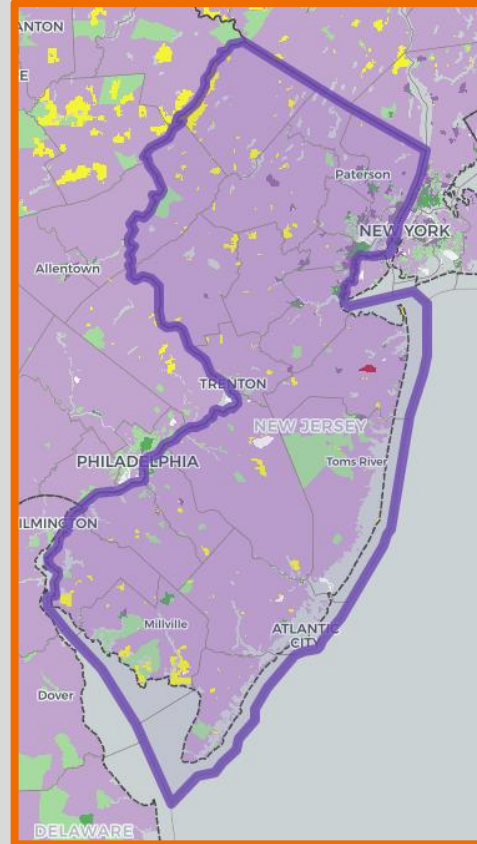 ANTON
E
Paterson
NEW YORK
Allentown
TRENTON
NEW JERSEY
Toms River
PHILADELPHIA
ILMINGTON
Millville
ATLANTIC
CITY
Dover
DELAWARE